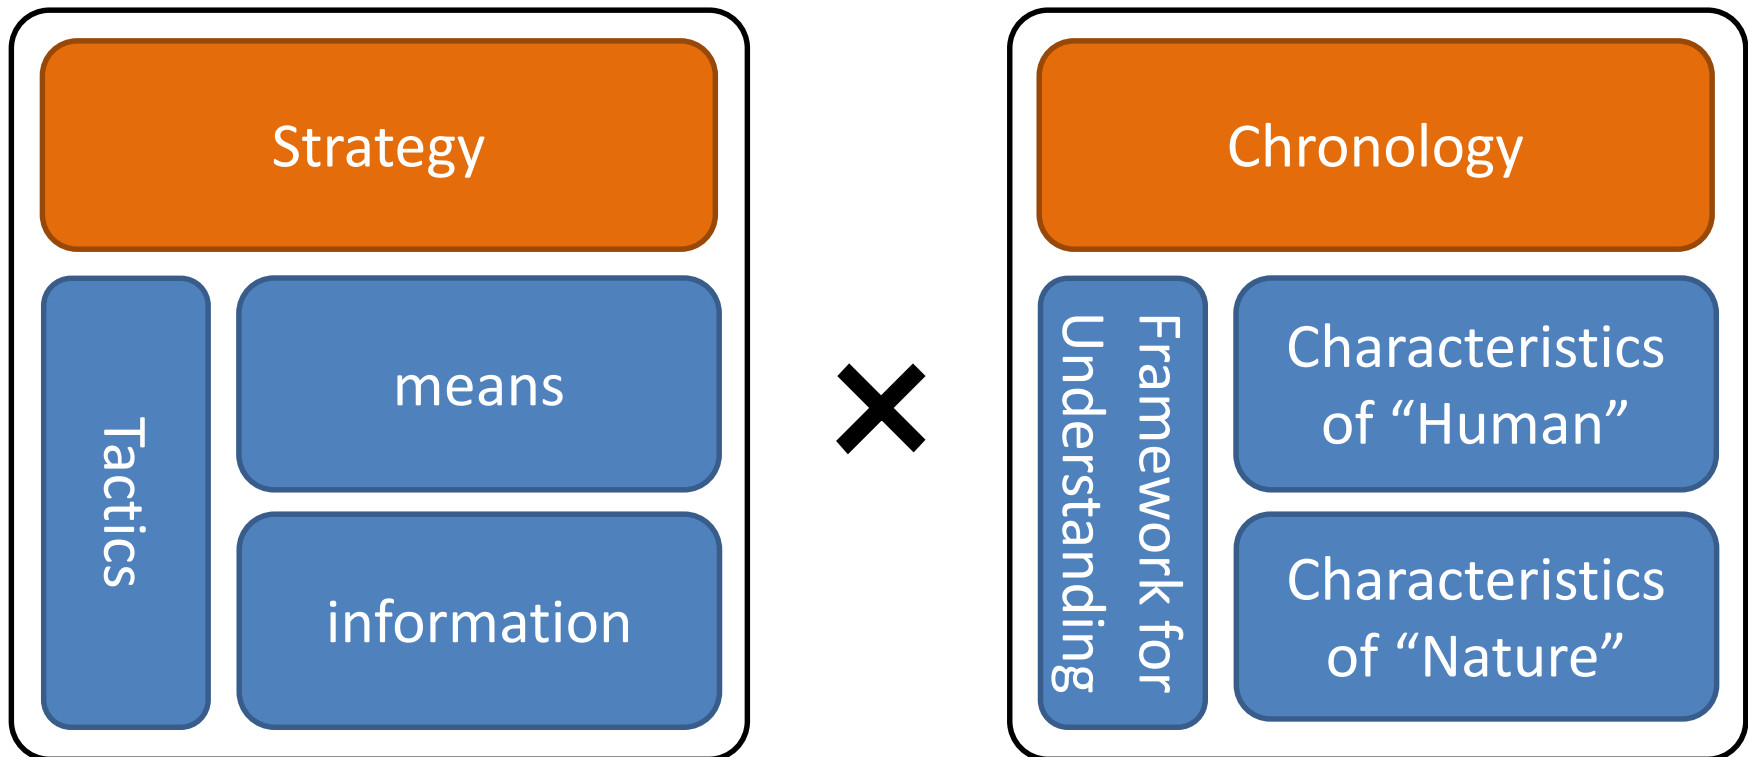 Strategy
Tactics
means
information
×
Chronology
Framework for
Understanding
Characteristics
of “Human”
Characteristics
of “Nature”